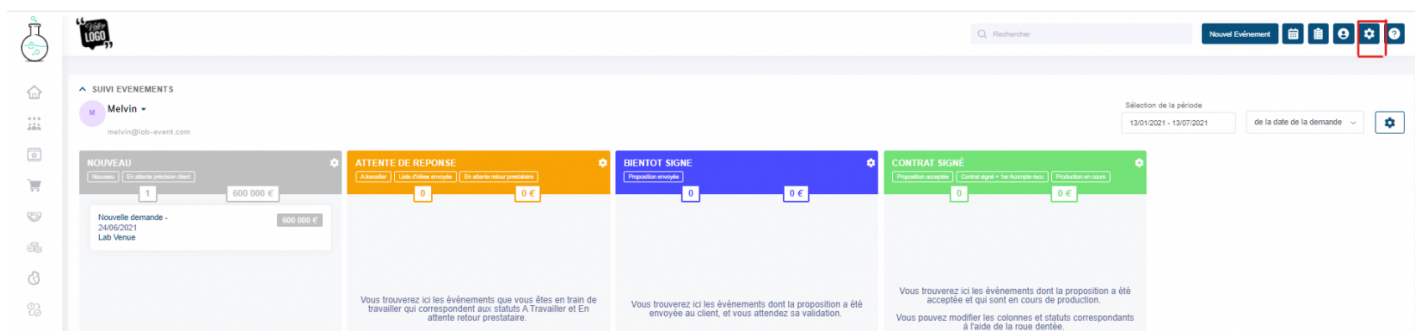 Votre
LOGO
Rechercher
Nouvel Evénement
SUIVI EVENEMENTS
M
Melvin
melvin@lob-event.com
Sélection de la période
13/01/2021 - 13/07/2021
de la date de la demande
NOUVEAU
Nouveau
En attente précision client
1
600 000 €
Nouvelle demande -
24/06/2021
Lab Venue
600 000 €
ATTENTE DE REPONSE
A travailler
Liste d'idées envoyée
En attente retour prestataire
0
0 €
Vous trouverez ici les évènements que vous êtes en train de
travailler qui correspondent aux statuts A Travailler et En
attente retour prestataire.
BIENTOT SIGNE
Proposition envoyée
0
0 €
Vous trouverez ici les évènements dont la proposition a été
envoyée au client, et vous attendez sa validation.
CONTRAT SIGNÉ
Proposition acceptée
Contrat signé + 1er Acompte reçu
Production en cours
0
0 €
Vous trouverez ici les évènements dont la proposition a été
acceptée et qui sont en cours de production.
Vous pouvez modifier les colonnes et statuts correspondants
à l'aide de la roue dentée.